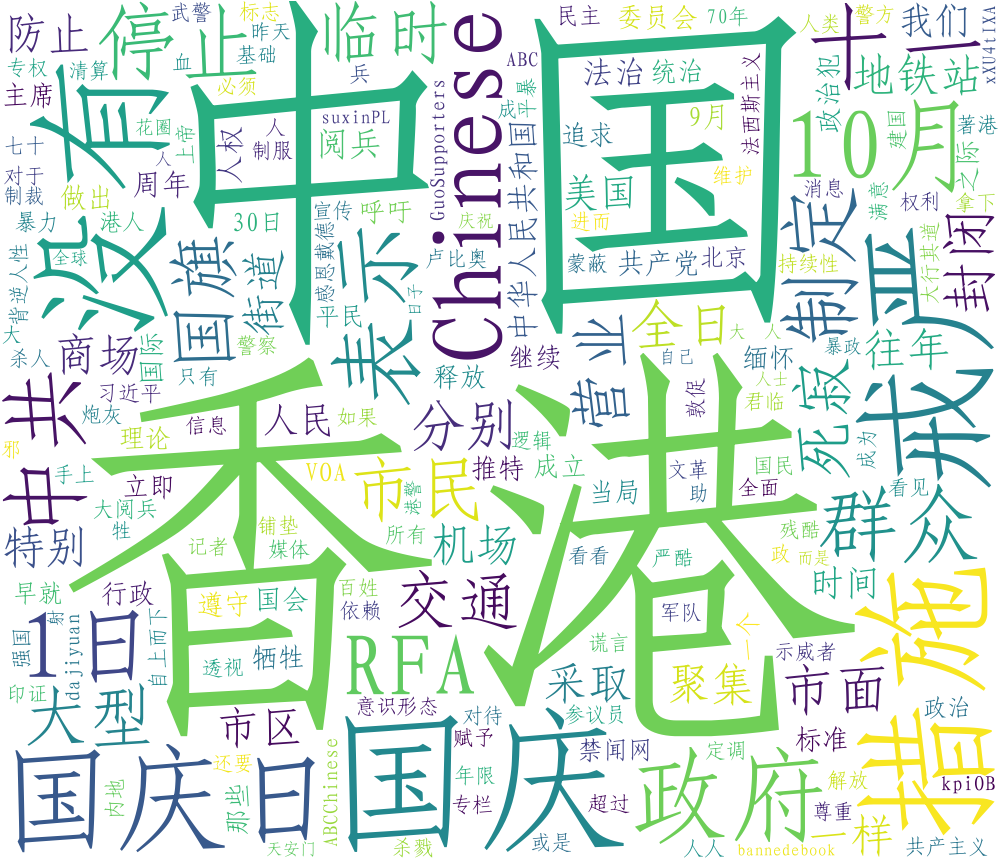 武警
标志
防止
停止
临时
昨天
专权
清算
血
基础
主席
有
必须
兵
花圈
上帝
七十
人权
人
制服
suxinPL
阅兵
对于
制裁
人
周年
做出
中国
Chinese
ABC
GuoSupporters
成
平暴
民主
委员会
70年
法治
统治
追求
9月
美国
法西斯主义
维护
进而
中华人民共和国
蒙蔽
共产党
北京
人类
警方
十一
我们
xXU4tIXA
政治犯
地铁站
10月
建国
著港
之际
消息
满意
权利
拿下
制定
严
封闭
持续性
大行其道
暴力
港人
30日
宣传
呼吁
庆祝
没
全球
背逆人性
大
国旗
街道
感恩戴德
平
平民
卢比奥
表示
日子
杀人
商场
国际
警察
只有
释放
继续
营业
全日
大
人
缅怀
暴政
往年
戒
中共
习近平
炮灰
邪
理论
信息
人民
如果
分别
逻辑
自己
敦促
人士
君临
死寂
成为
手上
立即
VOA
市民
推特
成立
文革
国民
助
全面
看见
香港
大阅兵
牲
铺垫
港警
当局
残酷
群众
特别
记者
媒体
所有
机场
看看
严酷
政
而是
早就
行政
遵守
国会
百姓
依赖
交通
军队
时间
措施
强国
射
1日
dajiyuan
自上而下
透视
牺牲
RFA
谎言
一个
示威者
采取
聚集
市面
印证
大型
市区
意识形态
对待
参议员
政治
国庆日
国庆
赋予
禁闻网
定调
标准
还要
ABCChinese
年限
政府
解放
kpiOB
内地
那些
专栏
超过
尊重
一样
天安门
杀戮
或是
人人
bannedebook
共产主义